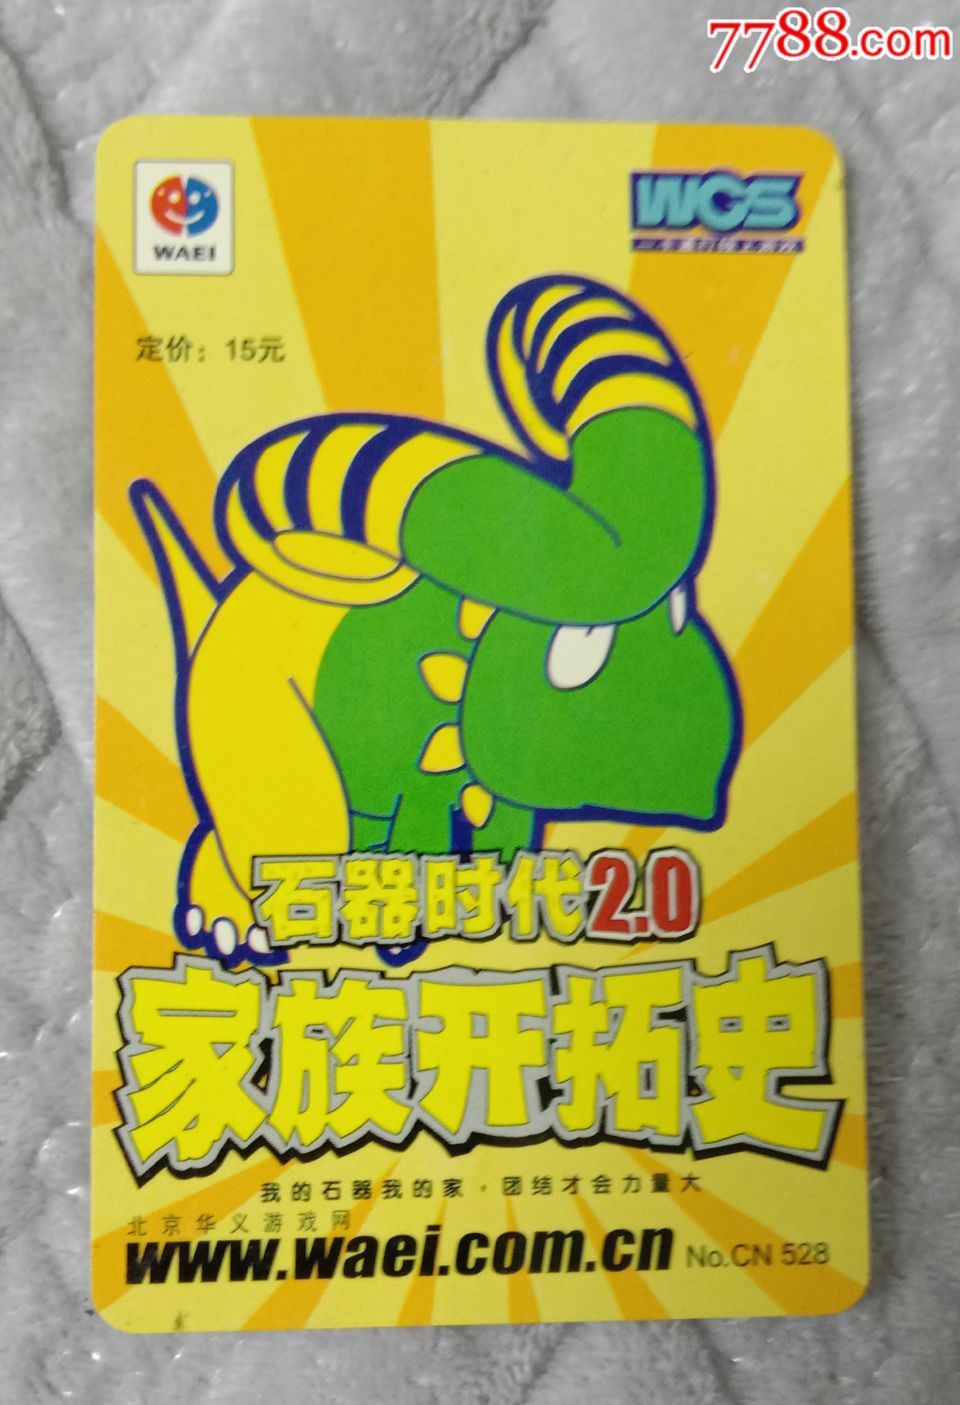 7788.com
WAEI
WGS
定价：15元
石器时代2.0
家族开拓史
我的石器我的家，团结才会力量大
北京华义游戏网
www.waei.com.cn No.CN 528